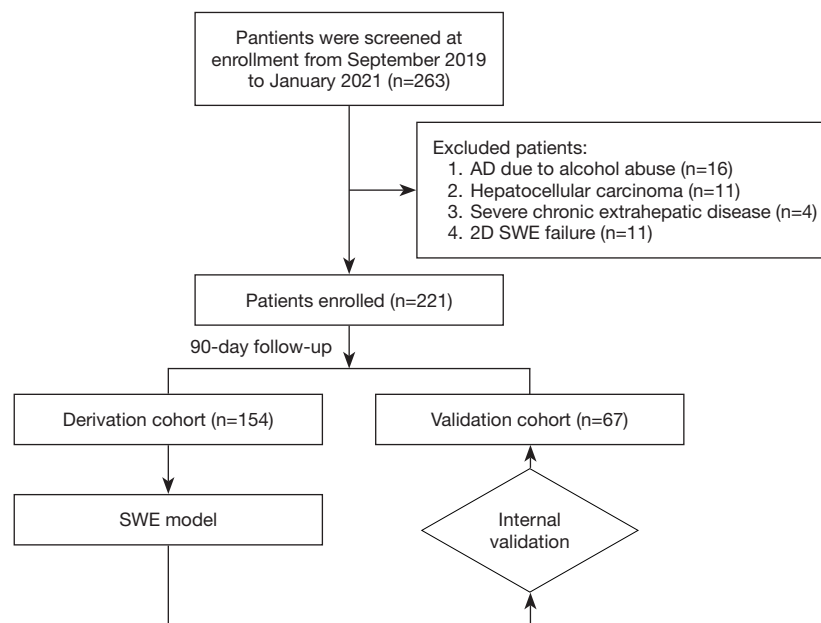 Pantients were screened at
enrollment from September 2019
to January 2021 (n=263)
Excluded patients:
1. AD due to alcohol abuse (n=16)
2. Hepatocellular carcinoma (n=11)
3. Severe chronic extrahepatic disease (n=4)
4. 2D SWE failure (n=11)
Patients enrolled (n=221)
90-day follow-up
Derivation cohort (n=154)
Validation cohort (n=67)
SWE model
Internal
validation